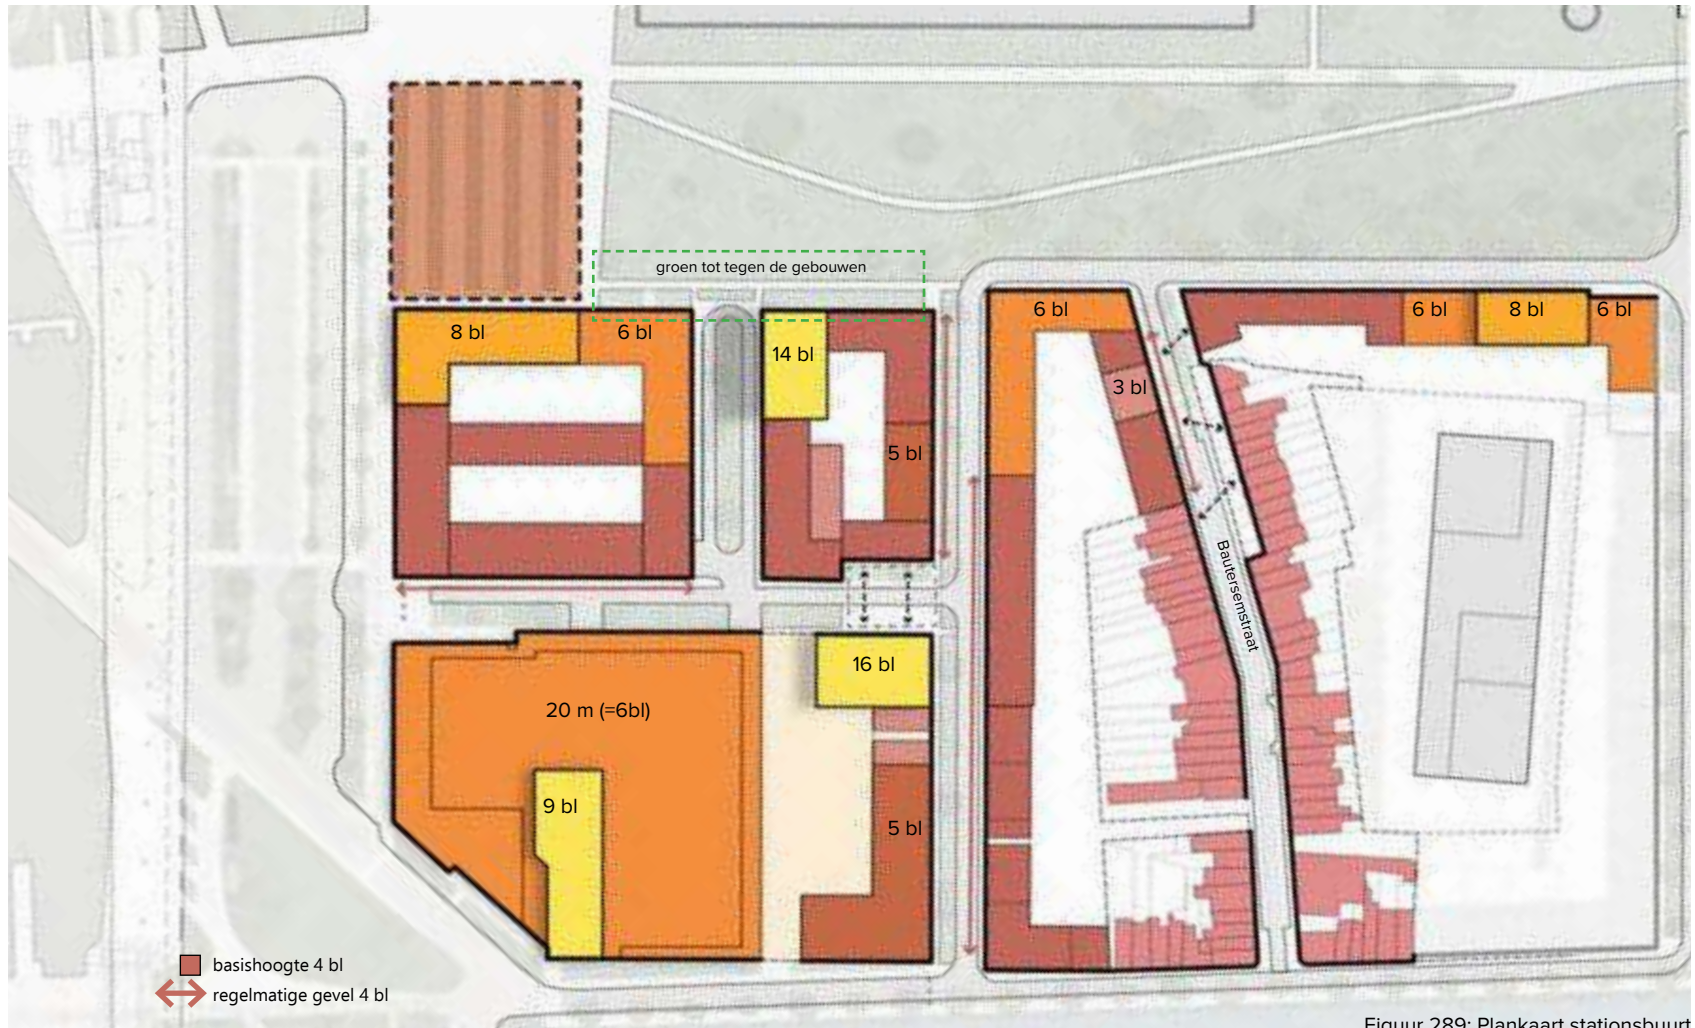 groen tot tegen de gebouwen
8 bl
6 bl
14 bl
5 bl
6 bl
3 bl
6 bl
8 bl
6 bl
Bautersemstraat
16 bl
20 m (=6bl)
9 bl
5 bl
basishoogte 4 bl
regelmatige gevel 4 bl
Figuur 289: Plankaart stationsbuurt